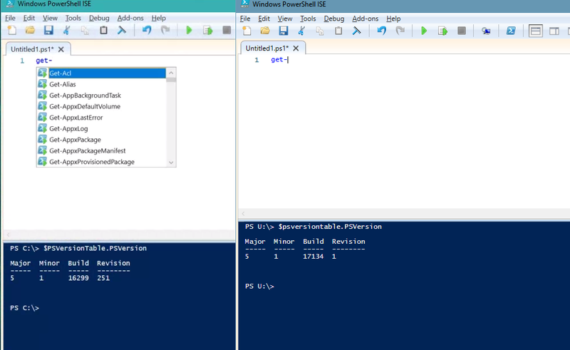 Windows PowerShell ISE
File Edit View Tools Debug Add-ons Help
Untitled1.ps1*
1 get-
Get-Acl
Get-Alias
Get-AppBackgroundTask
Get-AppxDefaultVolume
Get-AppxLastError
Get-AppxLog
Get-AppxPackage
Get-AppxPackageManifest
Get-AppxProvisionedPackage
PS C:\> $PSVersionTable.PSVersion
Major Minor Build Revision
----- ----- ----- --------
5 1 16299 251
PS C:\>
Windows PowerShell ISE
File Edit View Tools Debug Add-ons Help
Untitled1.ps1*
1 get-
PS U:\> $psversiontable.PSVersion
Major Minor Build Revision
----- ----- ----- --------
5 1 17134 1
PS U:\>